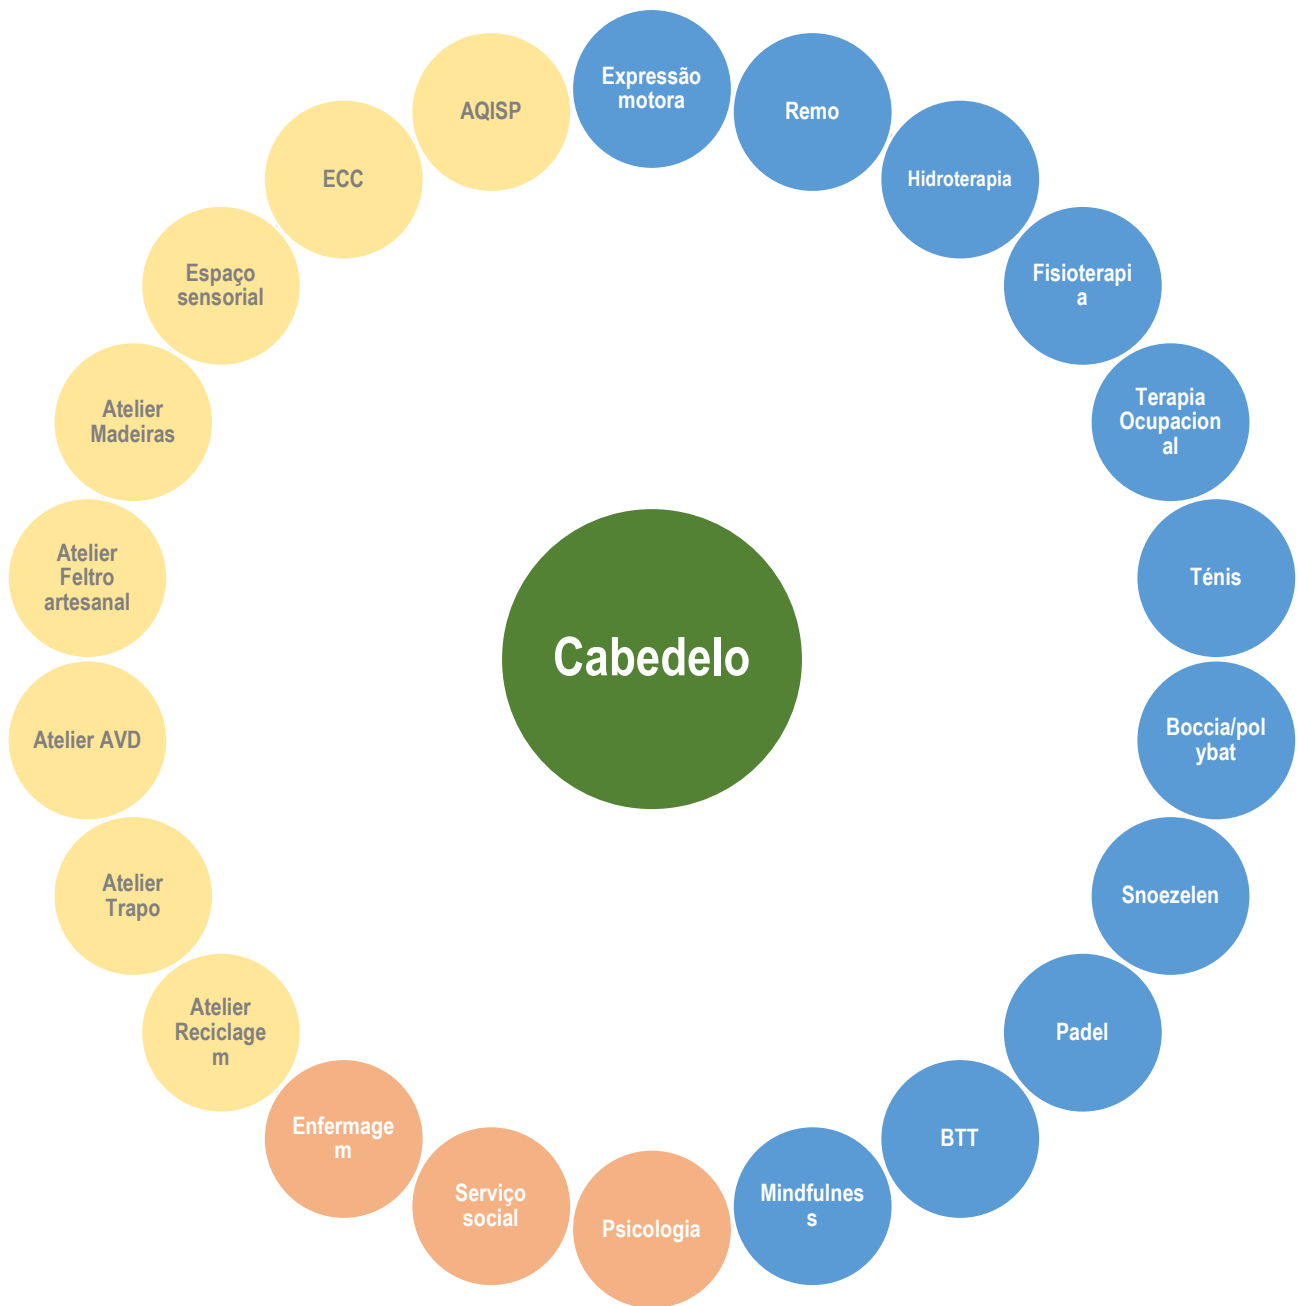 Expressão
motora
Remo
Hidroterapia
Fisioterapi
a
Terapia
Ocupacion
al
Ténis
Boccia/pol
ybat
Snoezelen
Padel
BTT
Mindfulnes
s
Psicologia
Serviço
social
Enfermage
m
Atelier
Reciclage
m
Atelier
Trapo
Atelier AVD
Atelier
Feltro
artesanal
Atelier
Madeiras
Espaço
sensorial
ECC
AQISP
Cabedelo